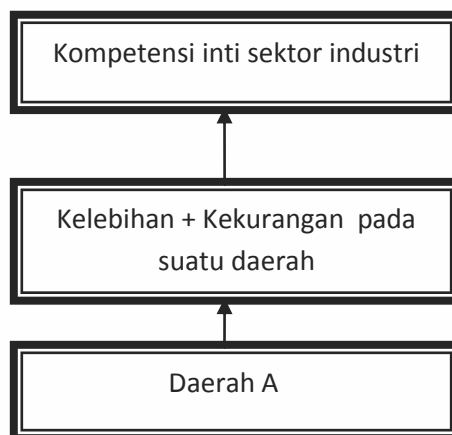 Kompetensi inti sektor industri
Kelebihan + Kekurangan pada
suatu daerah
Daerah A